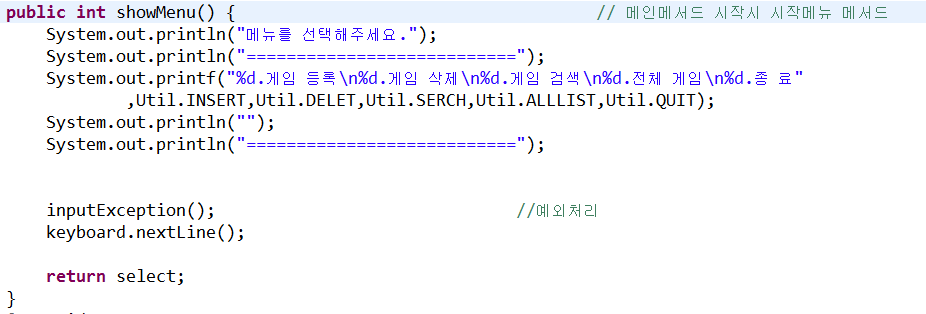 public int showMenu() { // 메인메서드 시작시 시작메뉴 메서드
System.out.println("메뉴를 선택해주세요.");
System.out.println("===========================");
System.out.printf("%d.게임 등록\n%d.게임 삭제\n%d.게임 검색\n%d.전체 게임\n%d.종 료"
,Util.INSERT,Util.DELET,Util.SERCH,Util.ALLLIST,Util.QUIT);
System.out.println("");
System.out.println("===========================");
inputException(); //예외처리
keyboard.nextLine();
return select;
}